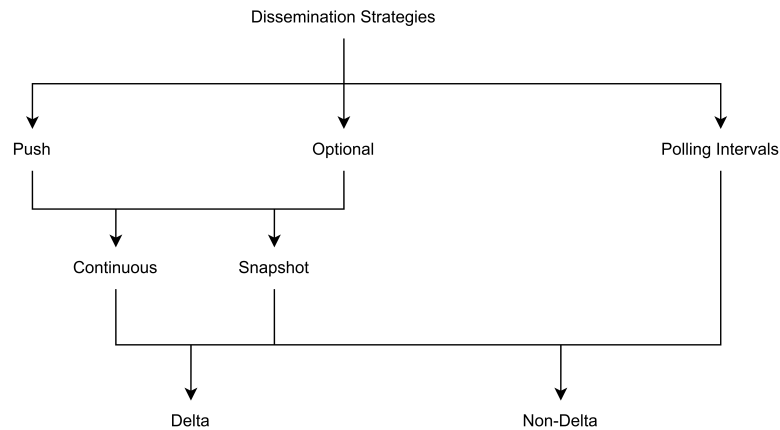 Dissemination Strategies
Push
Optional
Polling Intervals
Continuous
Snapshot
Delta
Non-Delta